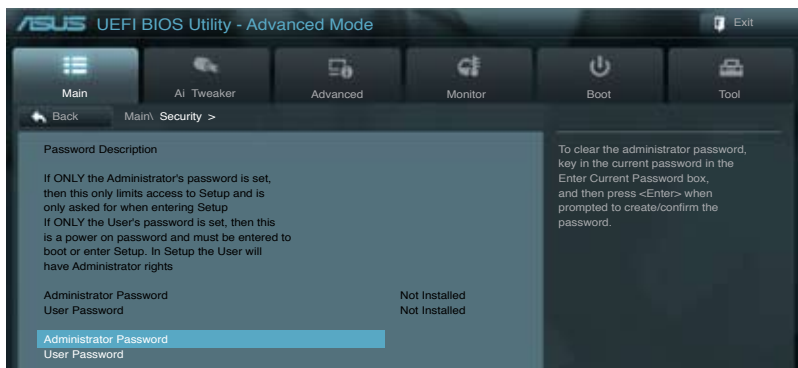 ASUS UEFI BIOS Utility - Advanced Mode
Exit
Main
Ai Tweaker
Advanced
Monitor
Boot
Tool
Back
Main\ Security >
Password Description
If ONLY the Administrator's password is set,
then this only limits access to Setup and is
only asked for when entering Setup
If ONLY the User's password is set, then this
is a power on password and must be entered to
boot or enter Setup. In Setup the User will
have Administrator rights
Administrator Password Not Installed
User Password Not Installed
Administrator Password
User Password
To clear the administrator password,
key in the current password in the
Enter Current Password box,
and then press <Enter> when
prompted to create/confirm the
password.